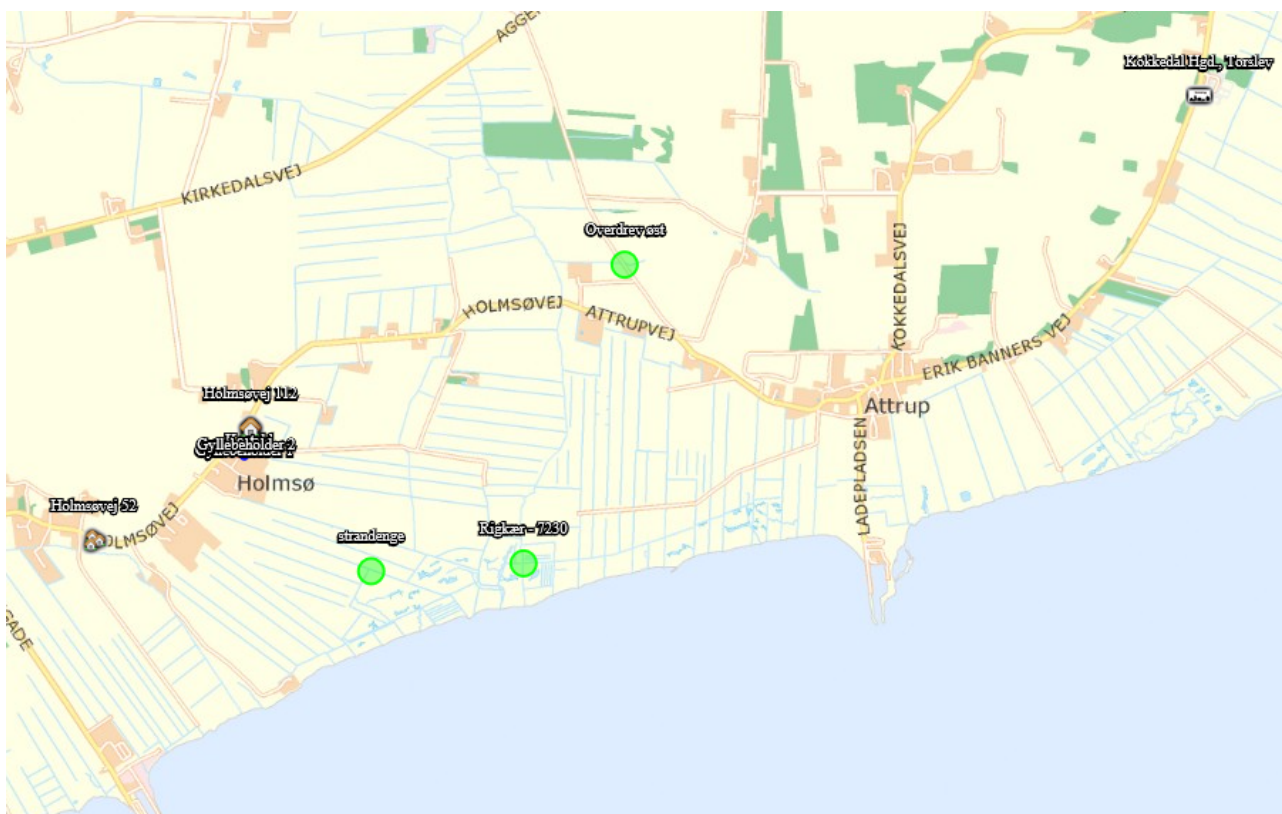 AGGE
Kokkedal Hgd., Torslev
KIRKEDALSVEJ
Overdrev øst
KOKKEDALSVEJ
HOLMSØVEJ
ATTRUPVEJ
ERIK BANNERS VEJ
Holmsøvej 112
Attrup
Gyllebeholder 2
Holmsø
LADEPLADSEN
Holmsøvej 52
Rigkær - 7230
strandenge
HOLMSØVEJ
GADE